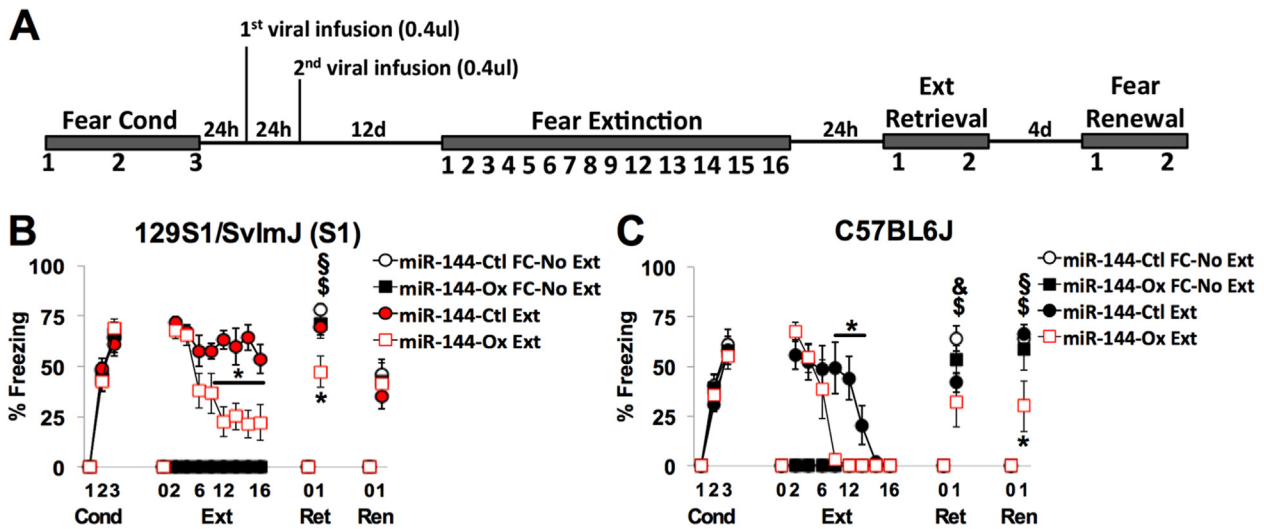 A
1st viral infusion (0.4ul)
2nd viral infusion (0.4ul)
Fear Cond
24h
24h
12d
Fear Extinction
24h
Ext
Retrieval
4d
Fear
Renewal
1 2 3
1 2 3 4 5 6 7 8 9 12 13 14 15 16
1 2
1 2
B
129S1/SvImJ (S1)
% Freezing
100
75
50
25
0
*
§
$
*
miR-144-Ctl FC-No Ext
miR-144-Ox FC-No Ext
miR-144-Ctl Ext
miR-144-Ox Ext
1 2 3 0 2 6 12 16 0 1 0 1
Cond Ext Ret Ren
C
C57BL6J
% Freezing
100
75
50
25
0
*
&
$
§
$
*
miR-144-Ctl FC-No Ext
miR-144-Ox FC-No Ext
miR-144-Ctl Ext
miR-144-Ox Ext
1 2 3 0 2 6 12 16 0 1 0 1
Cond Ext Ret Ren